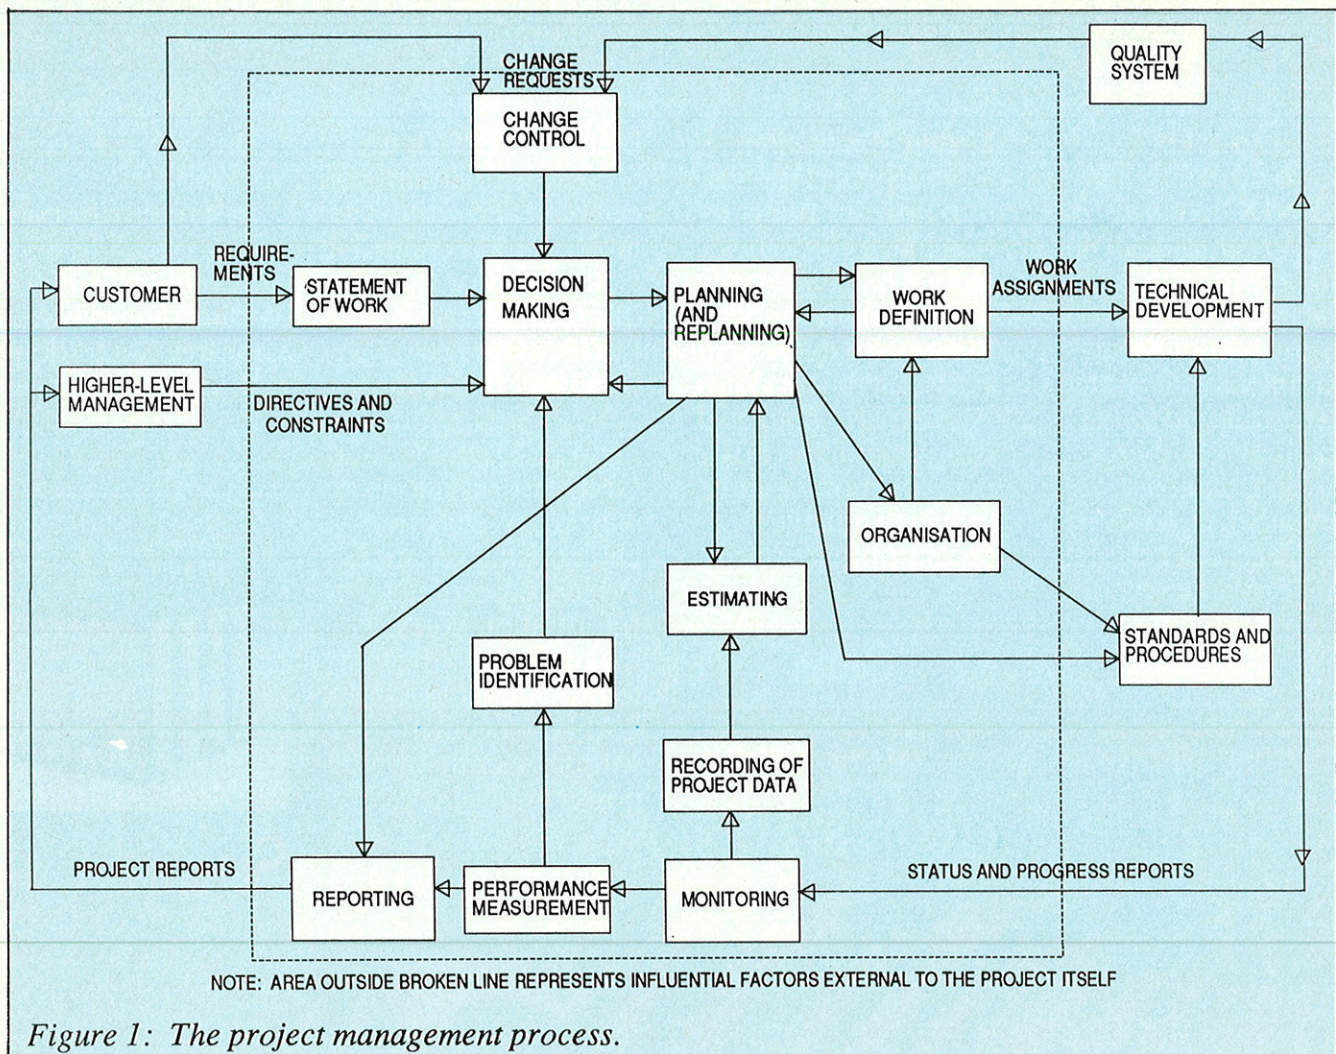 QUALITY
SYSTEM
CHANGE
REQUESTS
CHANGE
CONTROL
CUSTOMER
REQUIRE-
MENTS
STATEMENT
OF WORK
DECISION
MAKING
PLANNING
(AND
REPLANNING)
WORK
DEFINITION
WORK
ASSIGNMENTS
TECHNICAL
DEVELOPMENT
HIGHER-LEVEL
MANAGEMENT
DIRECTIVES AND
CONSTRAINTS
ORGANISATION
ESTIMATING
STANDARDS AND
PROCEDURES
PROBLEM
IDENTIFICATION
RECORDING OF
PROJECT DATA
PROJECT REPORTS
REPORTING
PERFORMANCE
MEASUREMENT
MONITORING
STATUS AND PROGRESS REPORTS
NOTE: AREA OUTSIDE BROKEN LINE REPRESENTS INFLUENTIAL FACTORS EXTERNAL TO THE PROJECT ITSELF
Figure 1: The project management process.